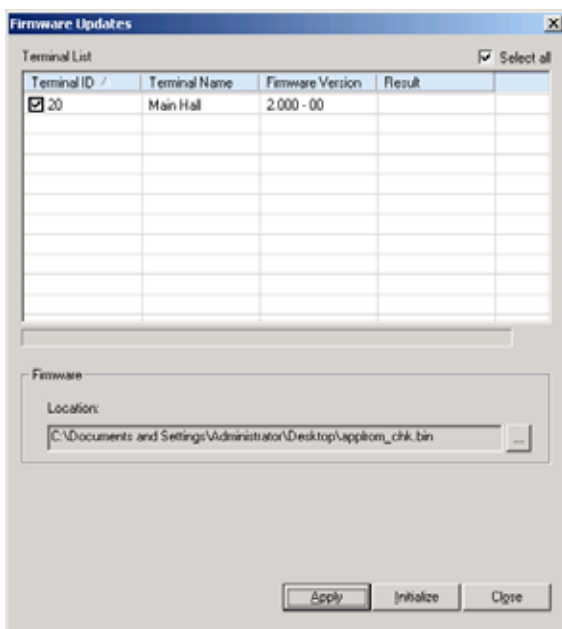 Firmware Updates
Terminal List
Select all
Terminal ID
Terminal Name
Firmware Version
Result
20
Main Hall
2.000 - 00
Firmware
Location:
C:\Documents and Settings\Administrator\Desktop\applrom_chk.bin
...
Apply
Initialize
Close